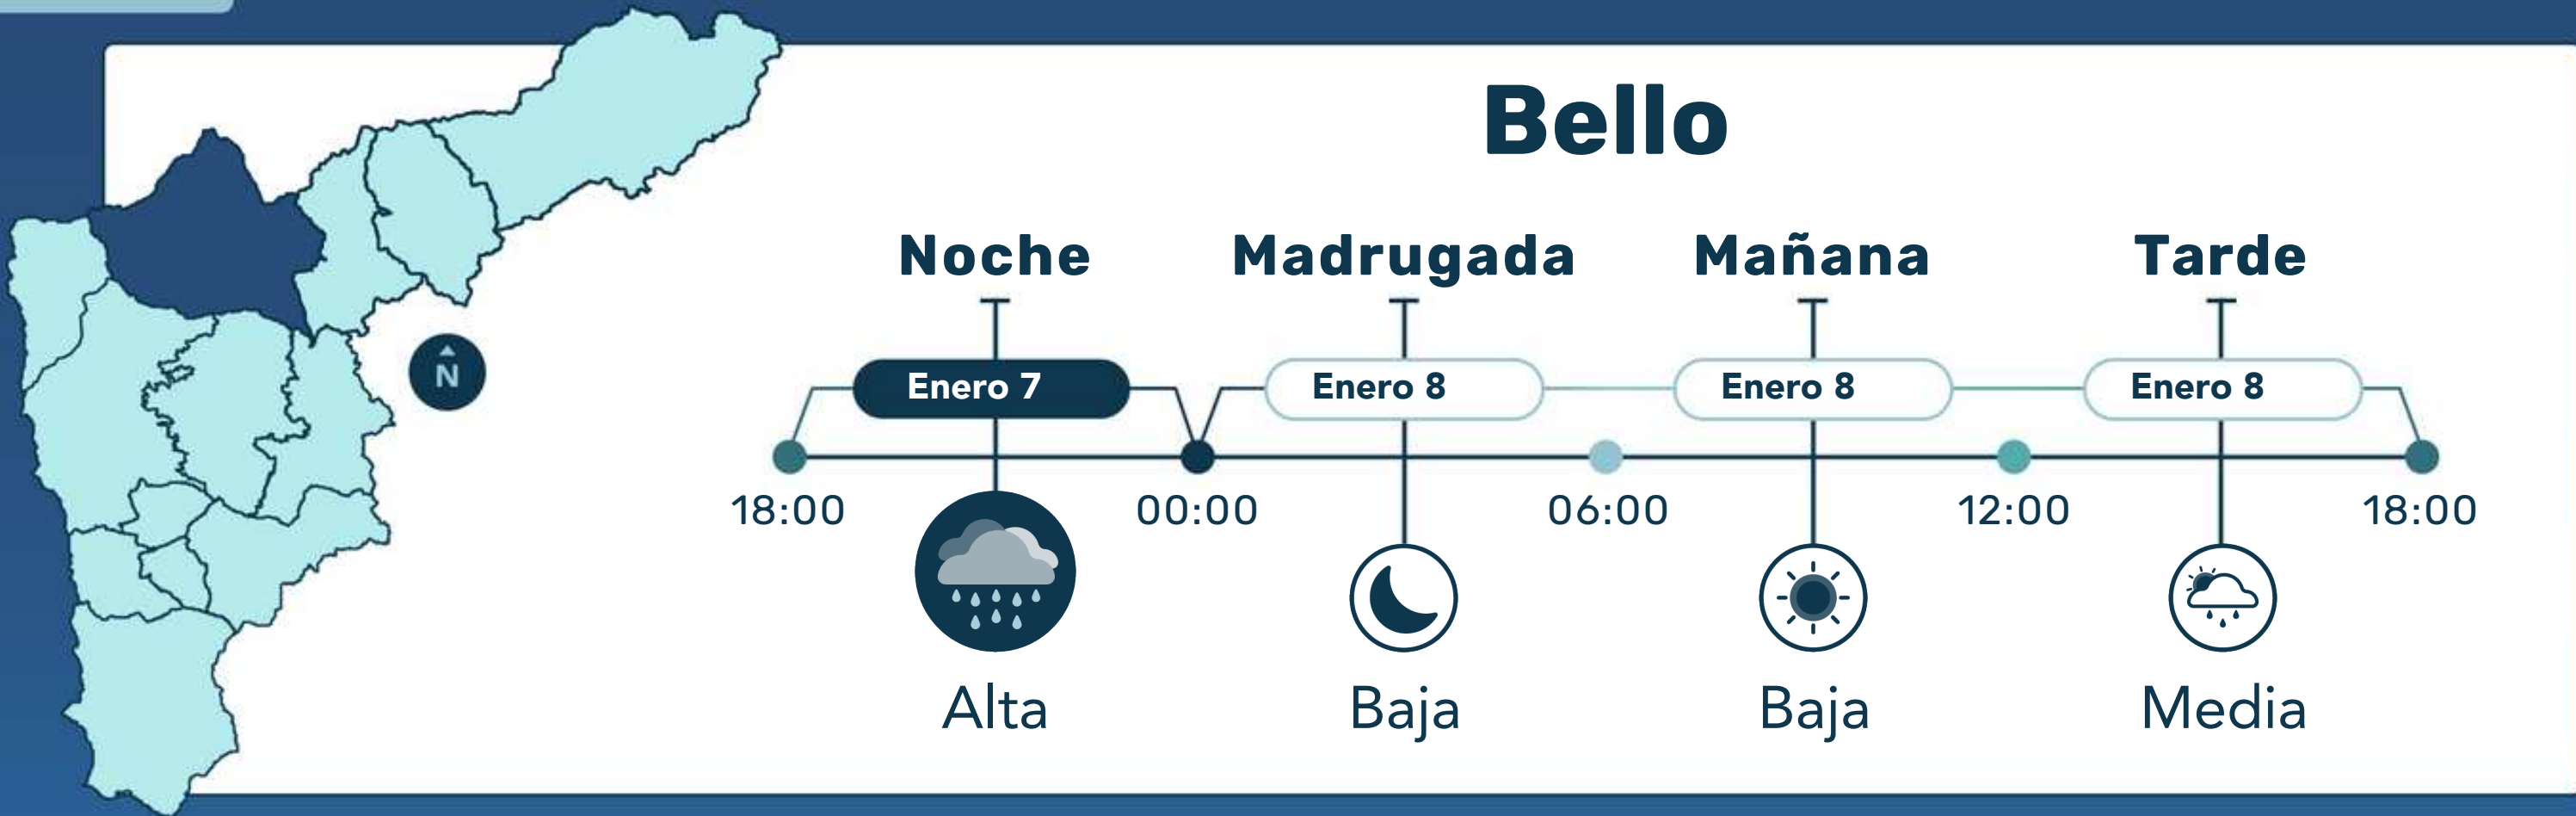 Bello
Noche Madrugada Mañana Tarde
Enero 7 Enero 8 Enero 8 Enero 8
N
18:00 00:00 06:00 12:00 18:00
Alta Baja Baja Media